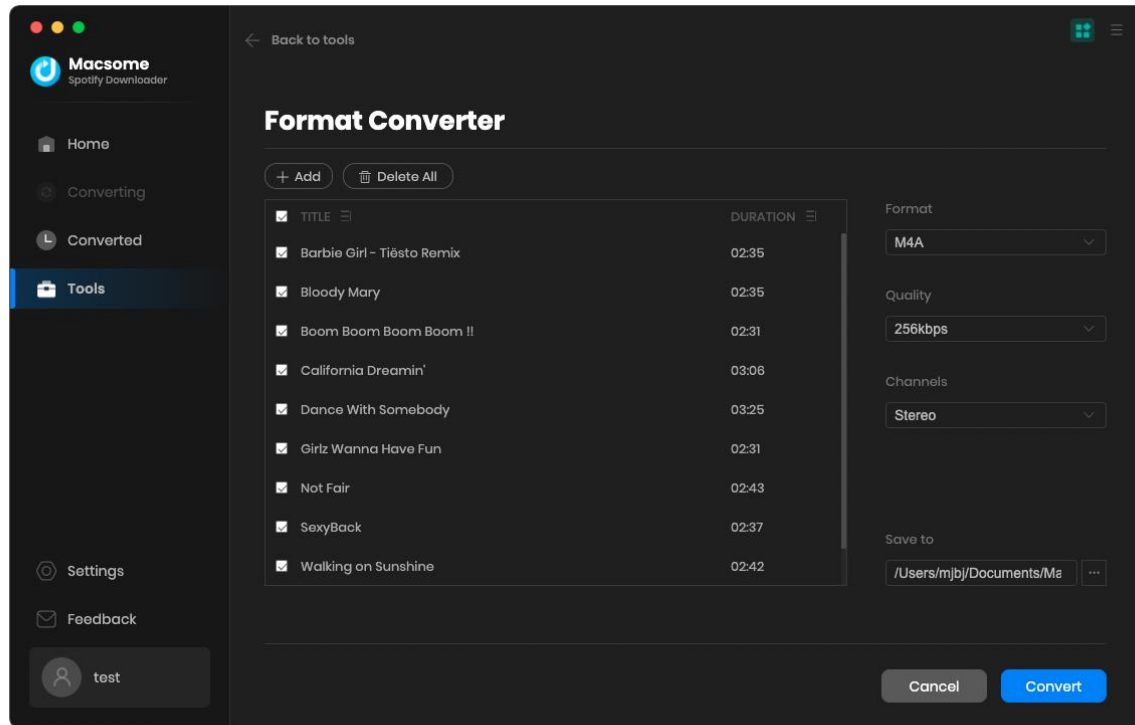 Macsome
Spotify Downloader
Home
Converting
Converted
Tools
Settings
Feedback
test
Back to tools
Format Converter
Add
Delete All
TITLE DURATION
Barbie Girl - Tiësto Remix 02:35
Bloody Mary 02:35
Boom Boom Boom Boom !! 02:31
California Dreamin' 03:06
Dance With Somebody 03:25
Girlz Wanna Have Fun 02:31
Not Fair 02:43
SexyBack 02:37
Walking on Sunshine 02:42
Format
M4A
Quality
256kbps
Channels
Stereo
Save to
/Users/mjbj/Documents/Ma
...
Cancel
Convert